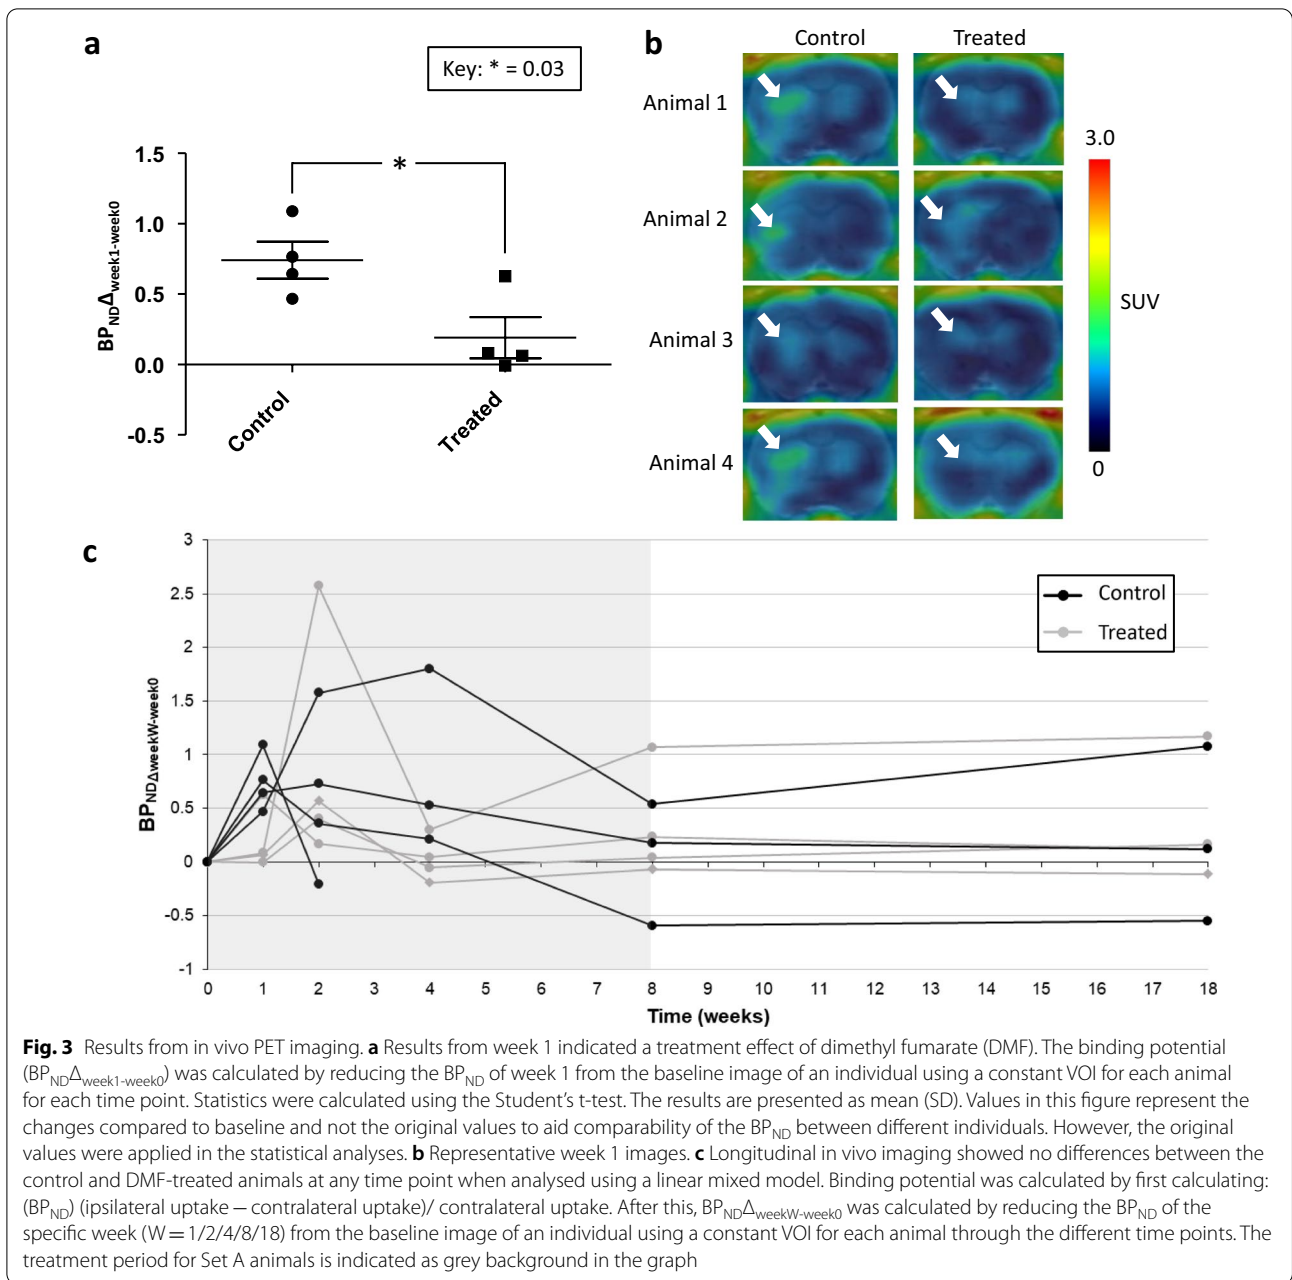 a
Key: * = 0.03
1.5
1.0
0.5
0.0
-0.5
BP_NDΔ_week1-week0
*
Control
Treated
b
Control
Treated
Animal 1
Animal 2
Animal 3
Animal 4
3.0
SUV
0
c
3
2.5
2
1.5
1
0.5
0
-0.5
-1
BP_NDΔweekW-week0
Control
Treated
0 1 2 3 4 5 6 7 8 9 10 11 12 13 14 15 16 17 18
Time (weeks)
Fig. 3 Results from in vivo PET imaging. a Results from week 1 indicated a treatment effect of dimethyl fumarate (DMF). The binding potential
(BP_NDΔ_week1-week0) was calculated by reducing the BP_ND of week 1 from the baseline image of an individual using a constant VOI for each animal
for each time point. Statistics were calculated using the Student's t-test. The results are presented as mean (SD). Values in this figure represent the
changes compared to baseline and not the original values to aid comparability of the BP_ND between different individuals. However, the original
values were applied in the statistical analyses. b Representative week 1 images. c Longitudinal in vivo imaging showed no differences between the
control and DMF-treated animals at any time point when analysed using a linear mixed model. Binding potential was calculated by first calculating:
(BP_ND) (ipsilateral uptake − contralateral uptake)/ contralateral uptake. After this, BP_NDΔ_weekW-week0 was calculated by reducing the BP_ND of the
specific week (W = 1/2/4/8/18) from the baseline image of an individual using a constant VOI for each animal through the different time points. The
treatment period for Set A animals is indicated as grey background in the graph